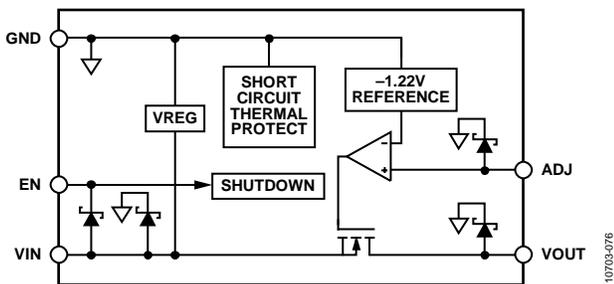 GND
VREG
SHORT
CIRCUIT
THERMAL
PROTECT
–1.22V
REFERENCE
–
+
ADJ
EN
SHUTDOWN
VIN
VOUT
10703-076